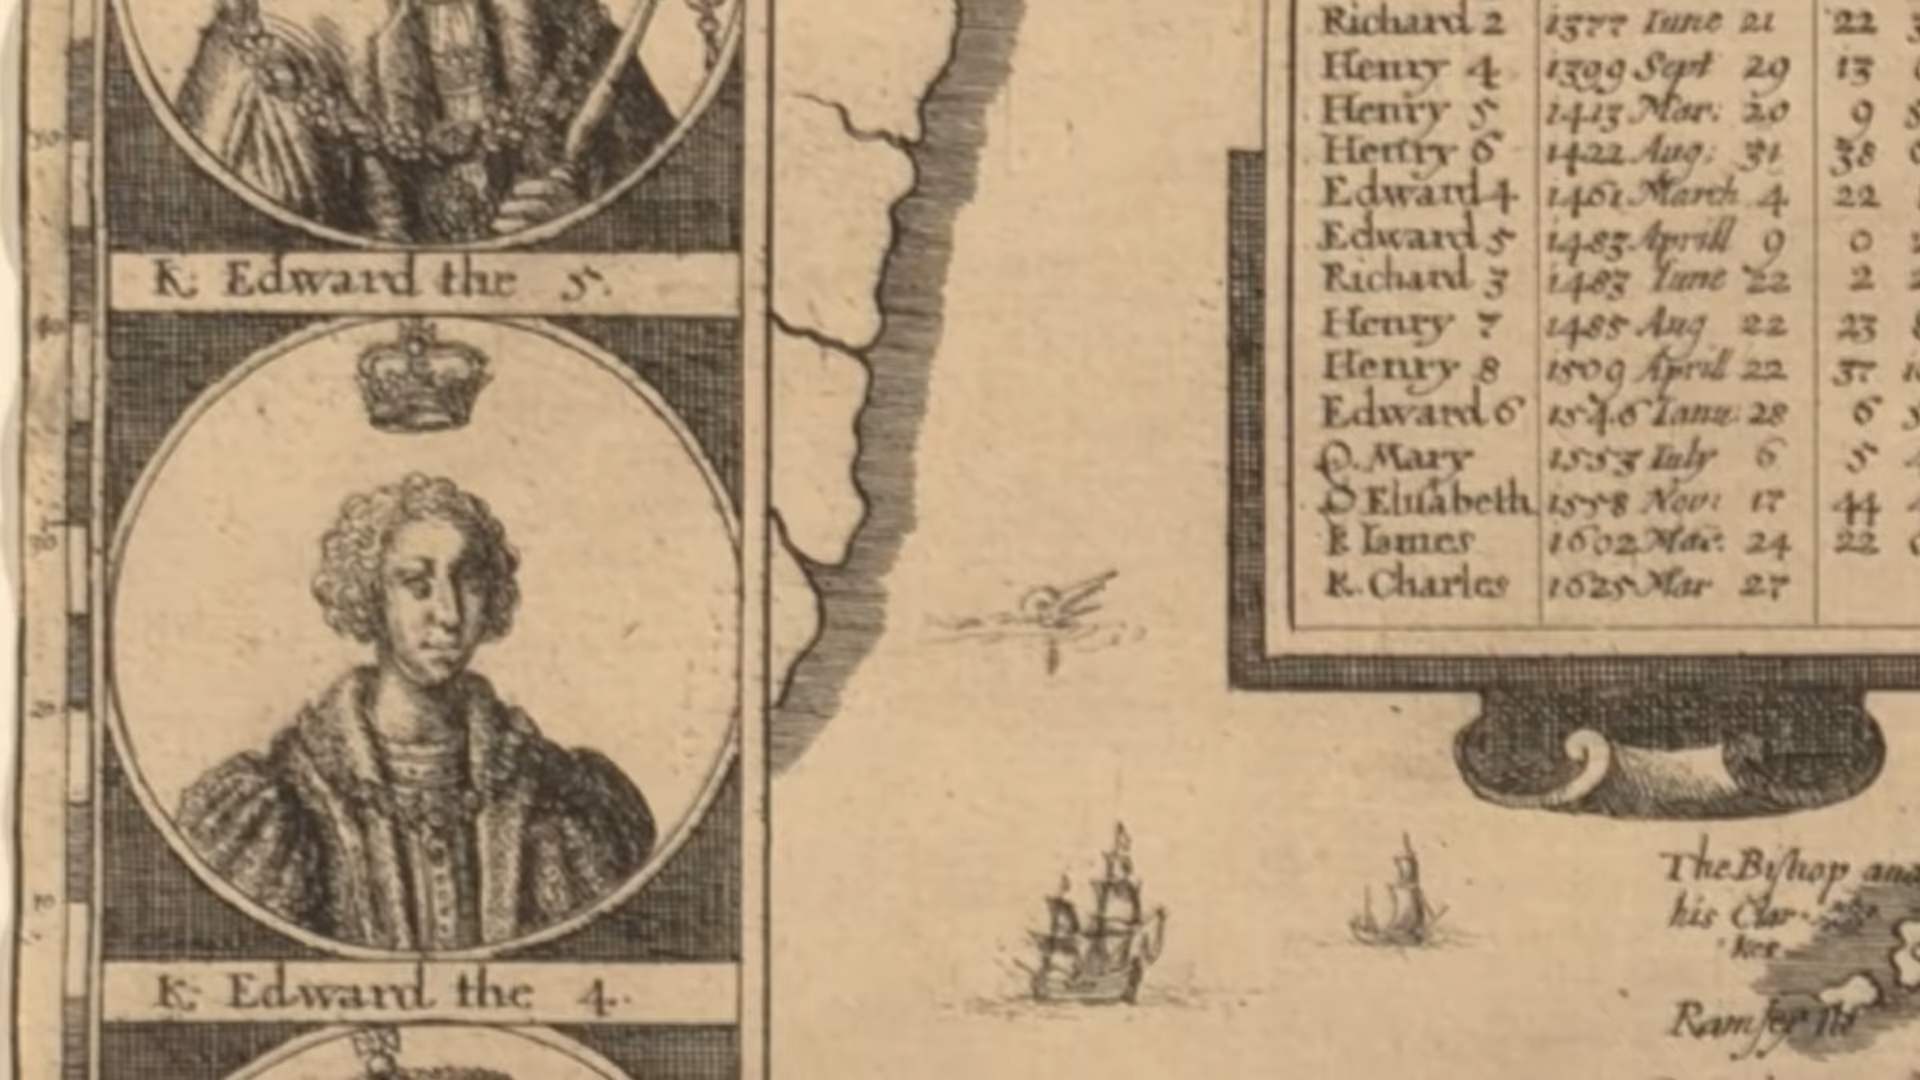 K: Edward the 5.
K: Edward the 4.
Richard 2 1377 Iune 21 22
Henry 4 1399 Sept 29 13
Henry 5 1413 Mar: 20 9
Henry 6 1422 Aug: 31 38
Edward 4 1461 March 4 22
Edward 5 1483 Aprill 9 0
Richard 3 1483 Iune 22 2
Henry 7 1485 Aug 22 23
Henry 8 1509 Aprill 22 37
Edward 6 1546 Ianu: 28 6
Q. Mary 1553 Iuly 6 5
Q Elisabeth 1558 Nov: 17 44
K Iames 1602 Mar: 24 22
K. Charles 1625 Mar 27
The Bishop and
his Clar-
kes
Ramsey